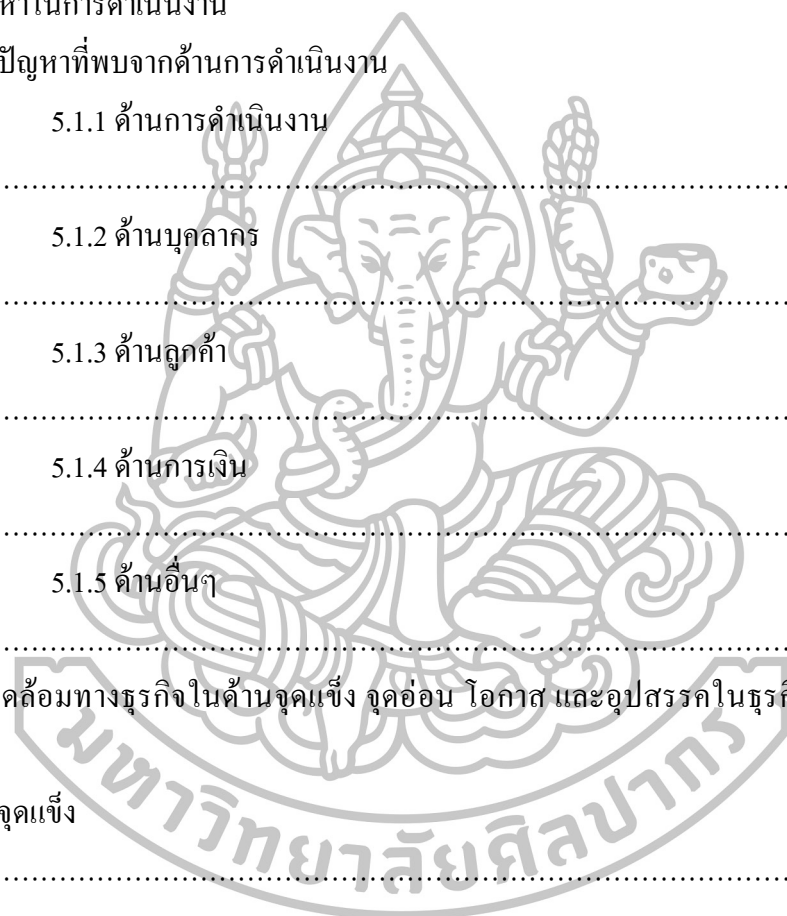 หาในการดำเนินงาน
ปัญหาที่พบจากด้านการดำเนินงาน
5.1.1 ด้านการดำเนินงาน
................................................................................
5.1.2 ด้านบุคลากร
................................................................................
5.1.3 ด้านลูกค้า
................................................................................
5.1.4 ด้านการเงิน
................................................................................
5.1.5 ด้านอื่นๆ
................................................................................
ดล้อมทางธุรกิจในด้านจุดแข็ง จุดอ่อน โอกาส และอุปสรรคในธุรกิ
จุดแข็ง
................................................................................
มหาวิทยาลัยศิลปากร